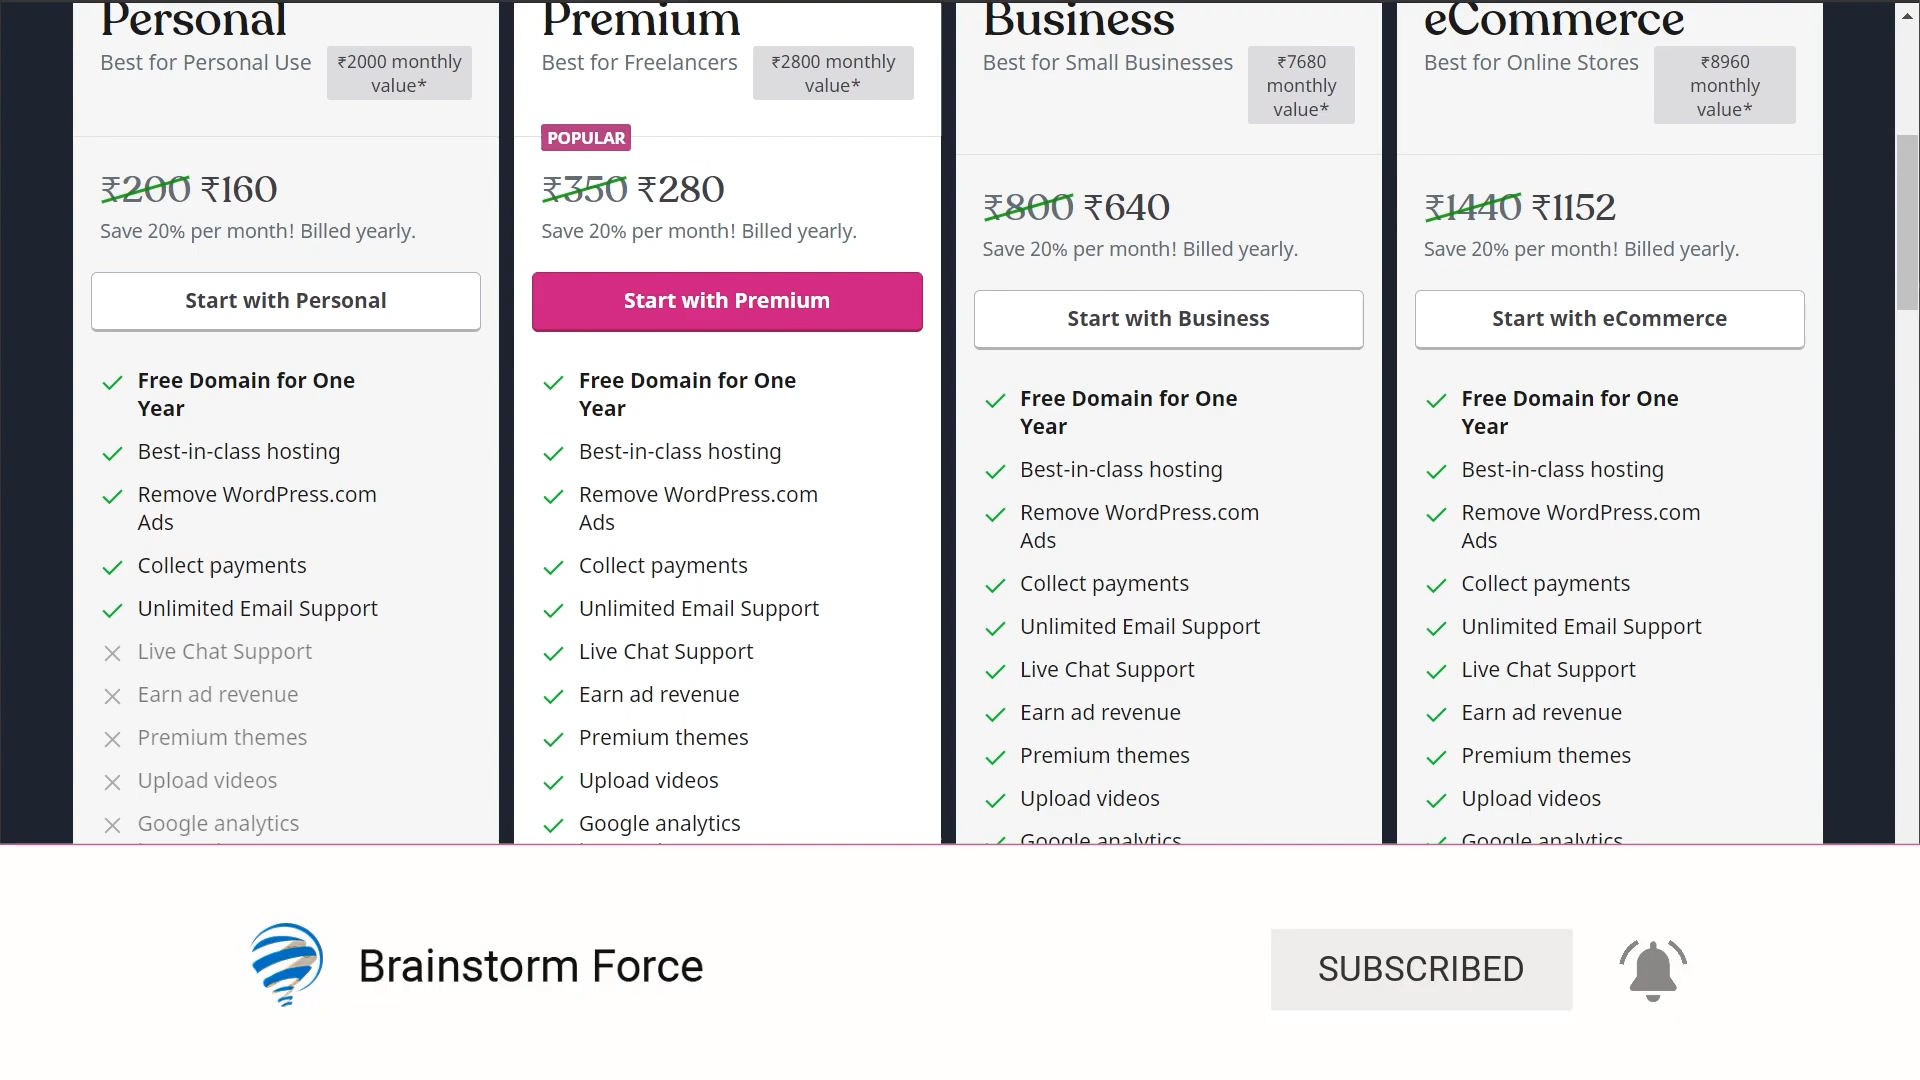 Personal
Best for Personal Use
₹2000 monthly
value*
₹200 ₹160
Save 20% per month! Billed yearly.
Start with Personal
Free Domain for One
Year
Best-in-class hosting
Remove WordPress.com
Ads
Collect payments
Unlimited Email Support
Live Chat Support
Earn ad revenue
Premium themes
Upload videos
Google analytics
Premium
Best for Freelancers
₹2800 monthly
value*
POPULAR
₹350 ₹280
Save 20% per month! Billed yearly.
Start with Premium
Free Domain for One
Year
Best-in-class hosting
Remove WordPress.com
Ads
Collect payments
Unlimited Email Support
Live Chat Support
Earn ad revenue
Premium themes
Upload videos
Google analytics
Business
Best for Small Businesses
₹7680
monthly
value*
₹800 ₹640
Save 20% per month! Billed yearly.
Start with Business
Free Domain for One
Year
Best-in-class hosting
Remove WordPress.com
Ads
Collect payments
Unlimited Email Support
Live Chat Support
Earn ad revenue
Premium themes
Upload videos
Google analytics
eCommerce
Best for Online Stores
₹8960
monthly
value*
₹1440 ₹1152
Save 20% per month! Billed yearly.
Start with eCommerce
Free Domain for One
Year
Best-in-class hosting
Remove WordPress.com
Ads
Collect payments
Unlimited Email Support
Live Chat Support
Earn ad revenue
Premium themes
Upload videos
Google analytics
Brainstorm Force
SUBSCRIBED